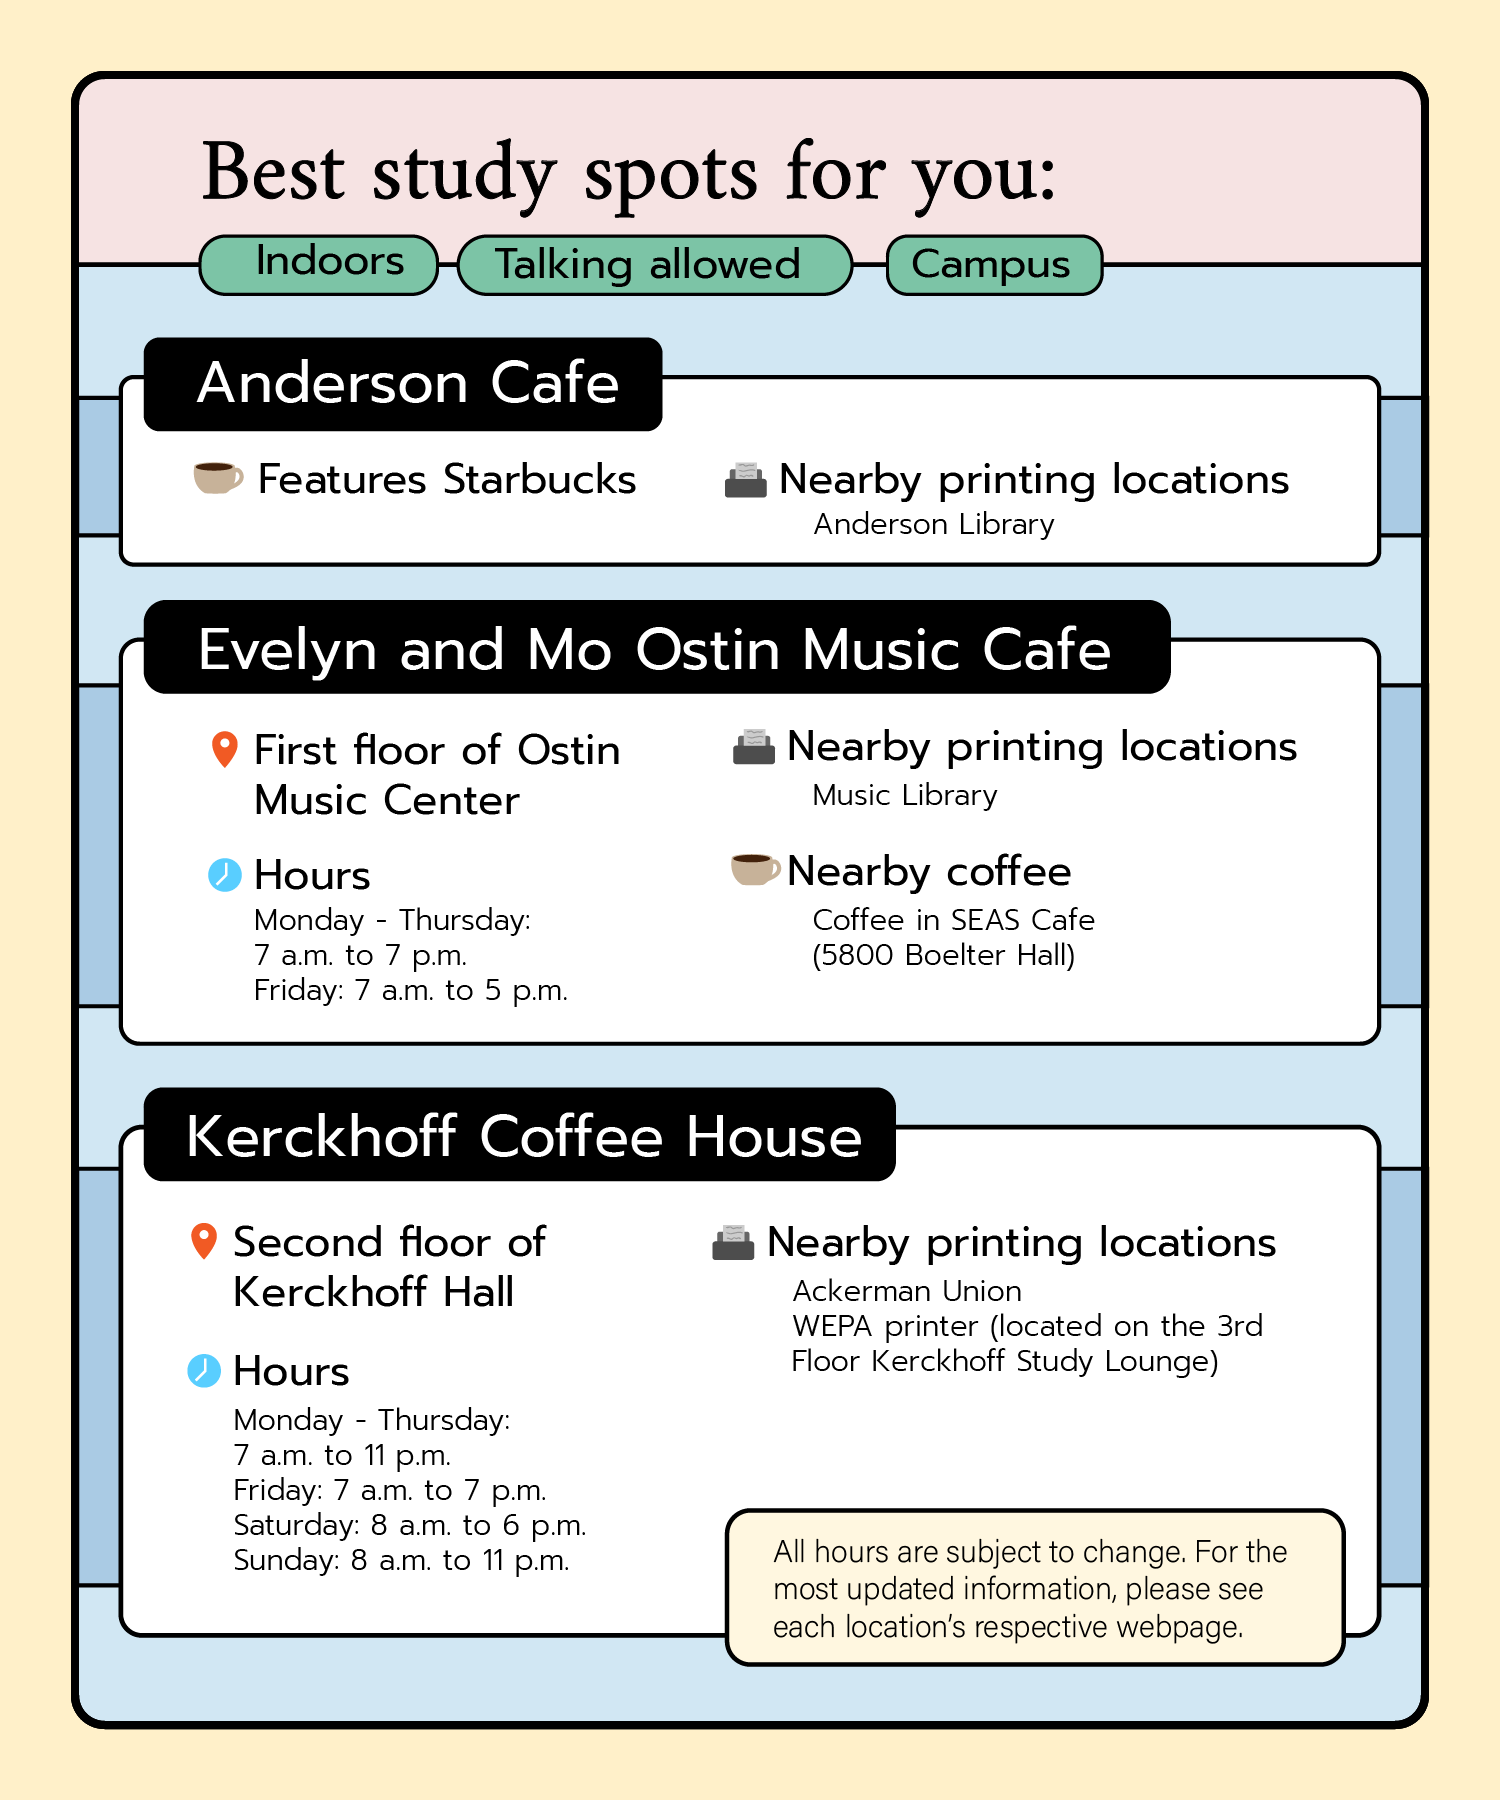 Best study spots for you:
Indoors
Talking allowed
Campus
Anderson Cafe
Features Starbucks
Nearby printing locations
Anderson Library
Evelyn and Mo Ostin Music Cafe
First floor of Ostin
Music Center
Hours
Monday - Thursday:
7 a.m. to 7 p.m.
Friday: 7 a.m. to 5 p.m.
Nearby printing locations
Music Library
Nearby coffee
Coffee in SEAS Cafe
(5800 Boelter Hall)
Kerckhoff Coffee House
Second floor of
Kerckhoff Hall
Hours
Monday - Thursday:
7 a.m. to 11 p.m.
Friday: 7 a.m. to 7 p.m.
Saturday: 8 a.m. to 6 p.m.
Sunday: 8 a.m. to 11 p.m.
Nearby printing locations
Ackerman Union
WEPA printer (located on the 3rd
Floor Kerckhoff Study Lounge)
All hours are subject to change. For the
most updated information, please see
each location's respective webpage.